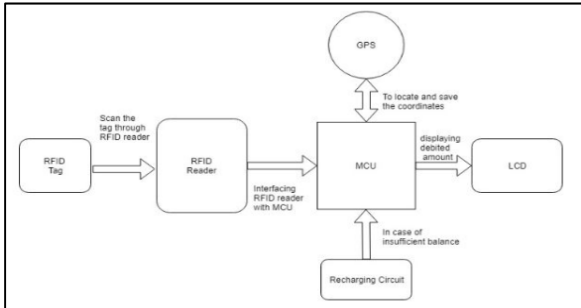 GPS
To locate and save
the coordinates
Scan the
tag through
RFID reader
RFID
Tag
RFID
Reader
Interfacing
RFID reader
with MCU
MCU
displaying
debited
amount
LCD
In case of
insufficient balance
Recharging Circuit